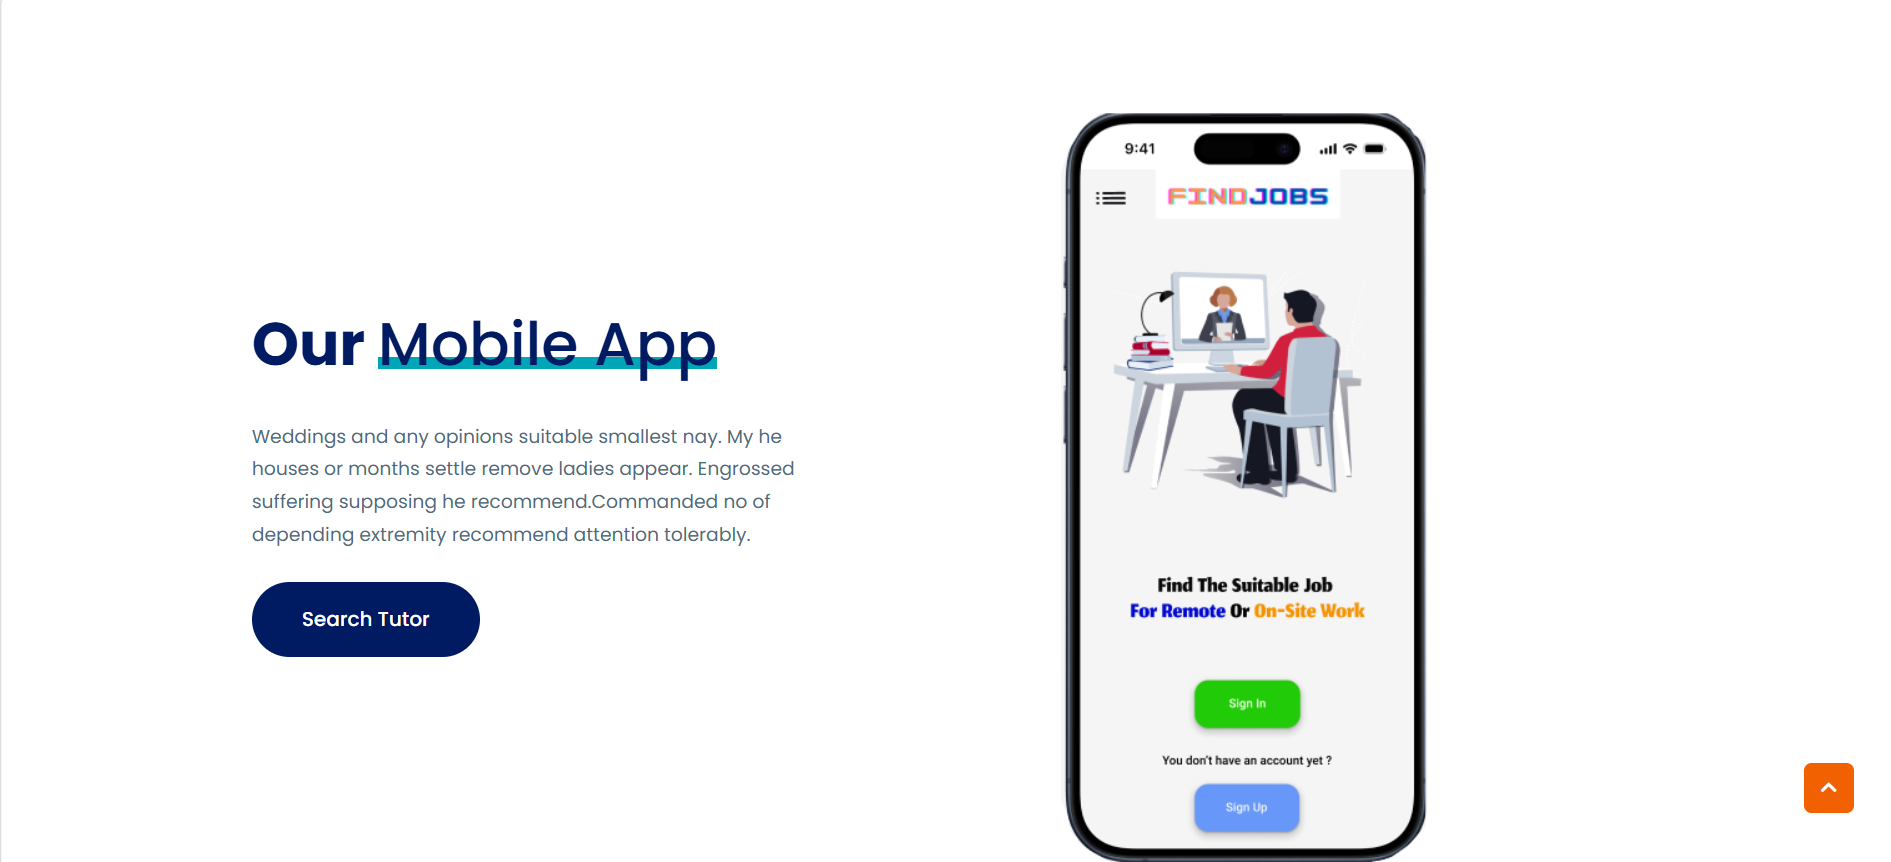 Our Mobile App
Weddings and any opinions suitable smallest nay. My he
houses or months settle remove ladies appear. Engrossed
suffering supposing he recommend.Commanded no of
depending extremity recommend attention tolerably.
Search Tutor
9:41
FINDJOBS
Find The Suitable Job
For Remote Or On-Site Work
Sign In
You don't have an account yet ?
Sign Up